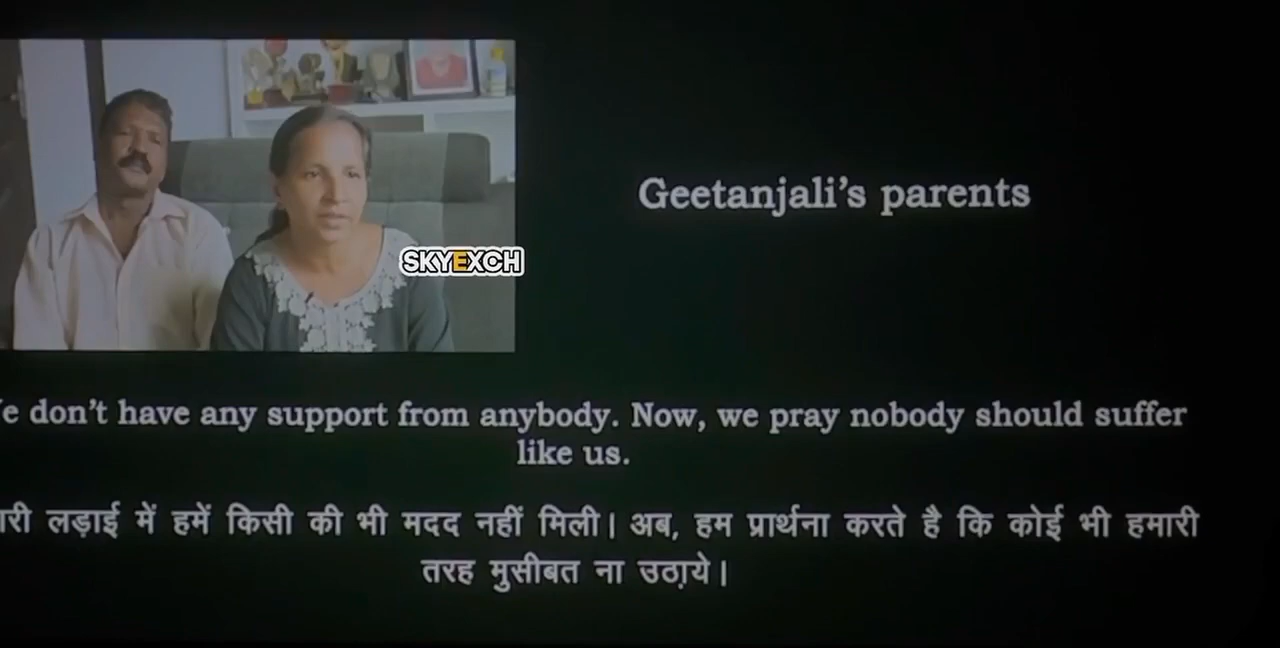 Geetanjali's parents
SKYEXCH
don't have any support from anybody. Now, we pray nobody should suffer
like us.
लड़ाई में हमें किसी की भी मदद नहीं मिली। अब, हम प्रार्थना करते है कि कोई भी हमारी
तरह मुसीबत ना उठा़ये।